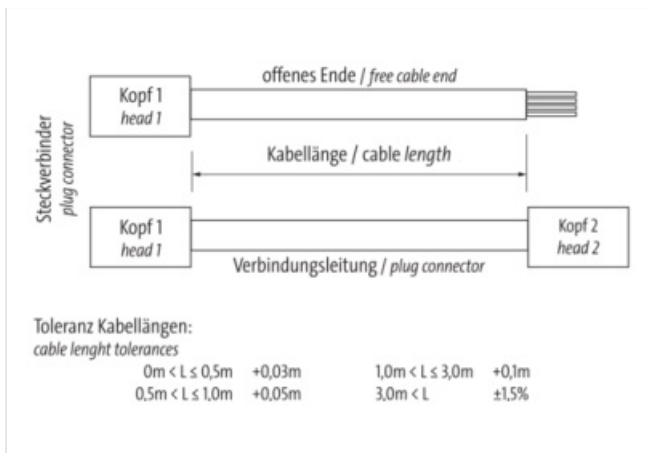 offenes Ende / free cable end
Kopf 1
head 1
Steckverbinder
plug connector
Kabellänge / cable length
Kopf 1
head 1
Kopf 2
head 2
Verbindungsleitung / plug connector
Toleranz Kabellängen:
cable lenght tolerances
0m < L ≤ 0,5m +0,03m 1,0m < L ≤ 3,0m +0,1m
0,5m < L ≤ 1,0m +0,05m 3,0m < L ±1,5%